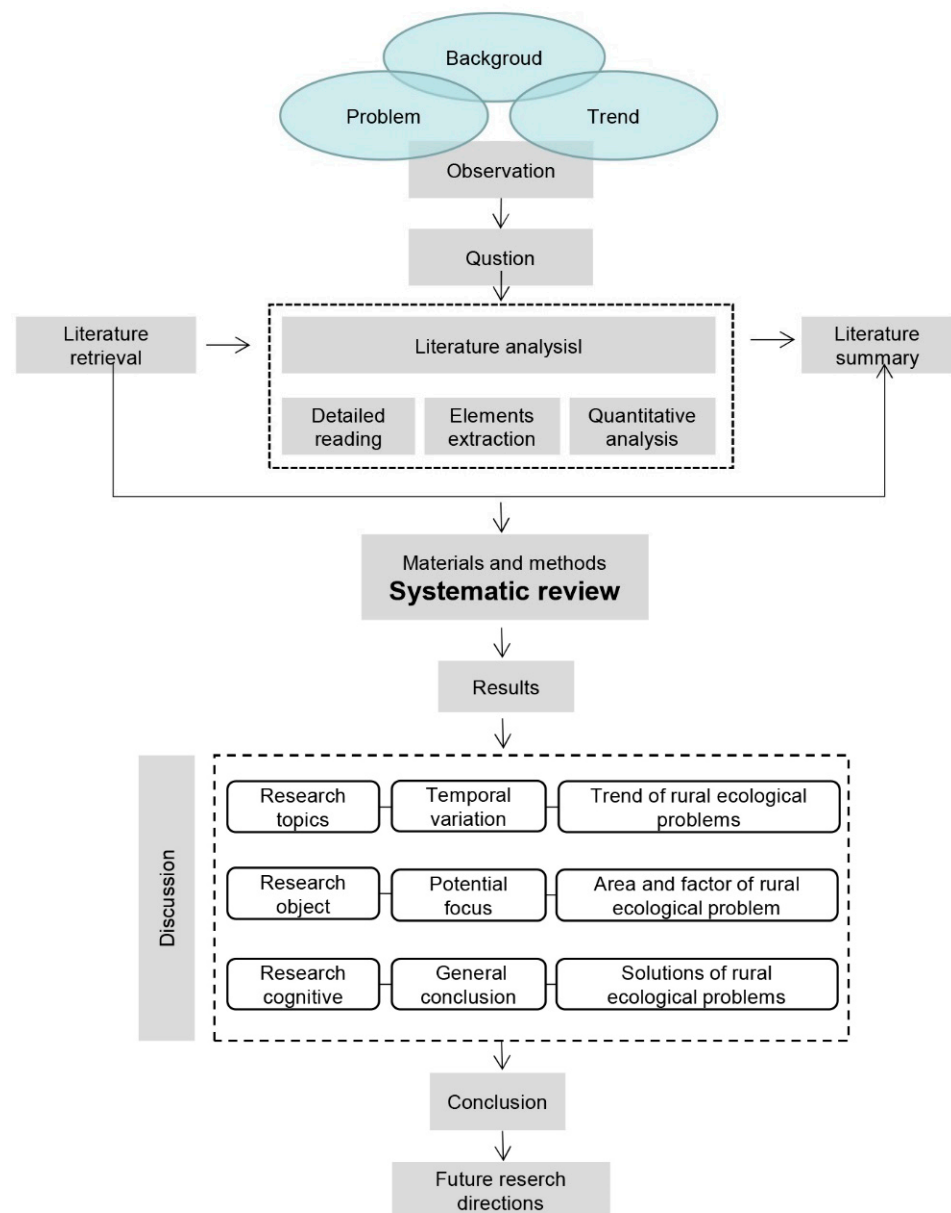 Backgroud
Problem
Trend
Observation
Qustion
Literature
retrieval
Literature analysisl
Literature
summary
Detailed
reading
Elements
extraction
Quantitative
analysis
Materials and methods
Systematic review
Results
Discussion
Research
topics
Temporal
variation
Trend of rural ecological
problems
Research
object
Potential
focus
Area and factor of rural
ecological problem
Research
cognitive
General
conclusion
Solutions of rural
ecological problems
Conclusion
Future reserch
directions